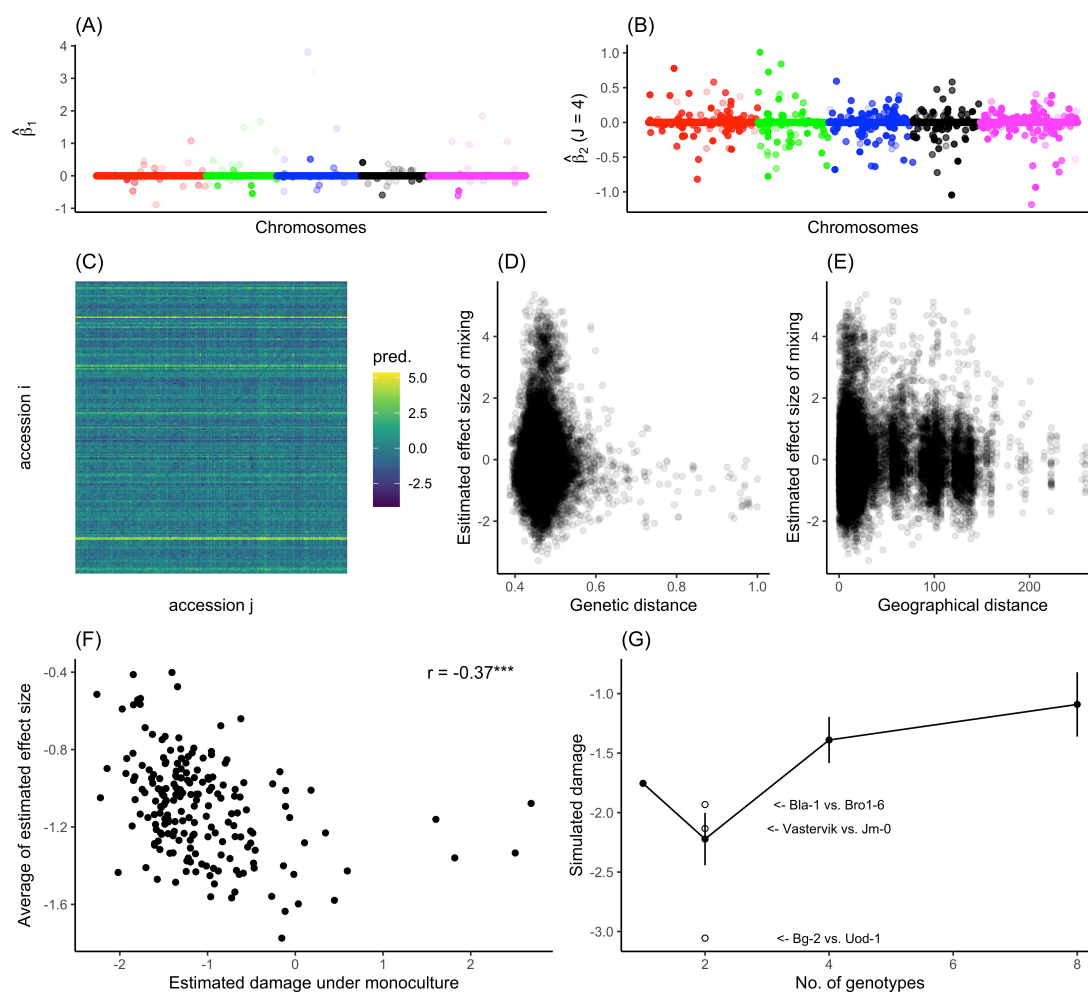 (A)
β̂1
4
3
2
1
0
-1
Chromosomes
(B)
β̂2 (J = 4)
1.0
0.5
0.0
-0.5
-1.0
Chromosomes
(C)
accession i
accession j
pred.
5.0
2.5
0.0
-2.5
(D)
Esitimated effect size of mixing
4
2
0
-2
0.4 0.6 0.8 1.0
Genetic distance
(E)
Estimated effect size of mixing
4
2
0
-2
0 100 200
Geographical distance
(F)
Average of estimated effect size
-0.4
-0.8
-1.2
-1.6
r = -0.37***
-2 -1 0 1 2
Estimated damage under monoculture
(G)
Simulated damage
-1.0
-1.5
-2.0
-2.5
-3.0
<- Bla-1 vs. Bro1-6
<- Vastervik vs. Jm-0
<- Bg-2 vs. Uod-1
2 4 6 8
No. of genotypes